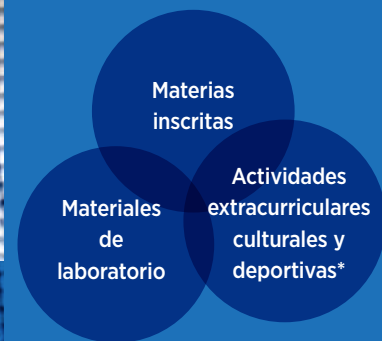 Materias
inscritas
Materiales
de
laboratorio
Actividades
extracurriculares
culturales y
deportivas*